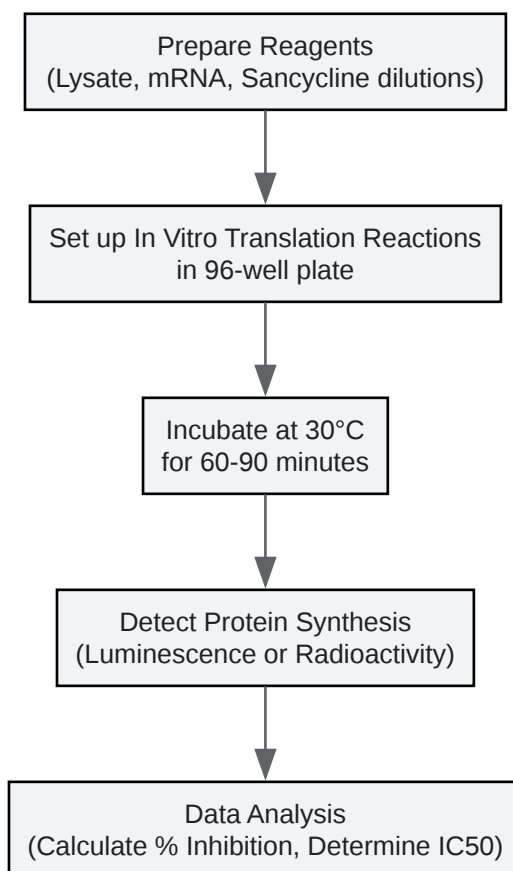 Prepare Reagents
(Lysate, mRNA, Sancycline dilutions)
Set up In Vitro Translation Reactions
in 96-well plate
Incubate at 30°C
for 60-90 minutes
Detect Protein Synthesis
(Luminescence or Radioactivity)
Data Analysis
(Calculate % Inhibition, Determine IC50)